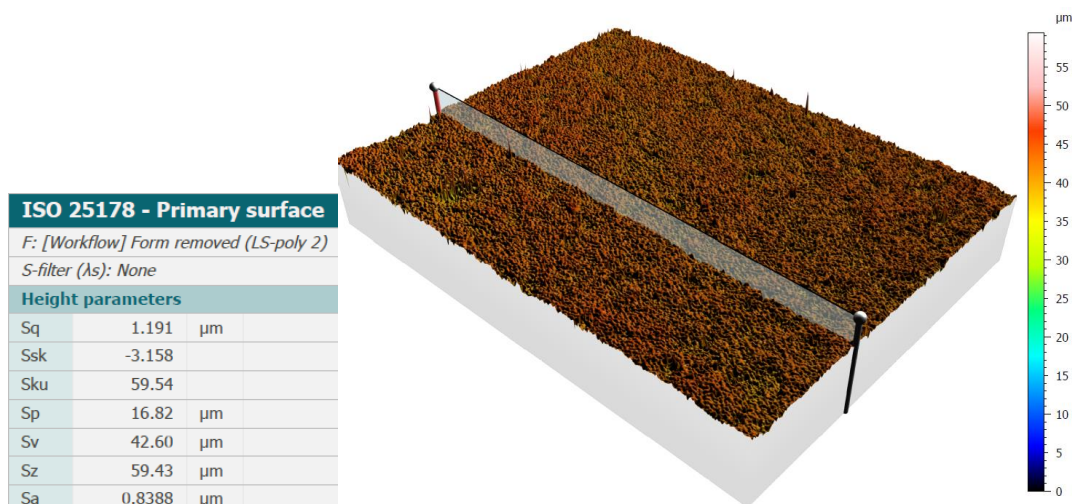 ISO 25178 - Primary surface
F: [Workflow] Form removed (LS-poly 2)
S-filter (λs): None
Height parameters
Sq 1.191 µm
Ssk -3.158
Sku 59.54
Sp 16.82 µm
Sv 42.60 µm
Sz 59.43 µm
Sa 0.8388 µm
µm
55
50
45
40
35
30
25
20
15
10
5
0